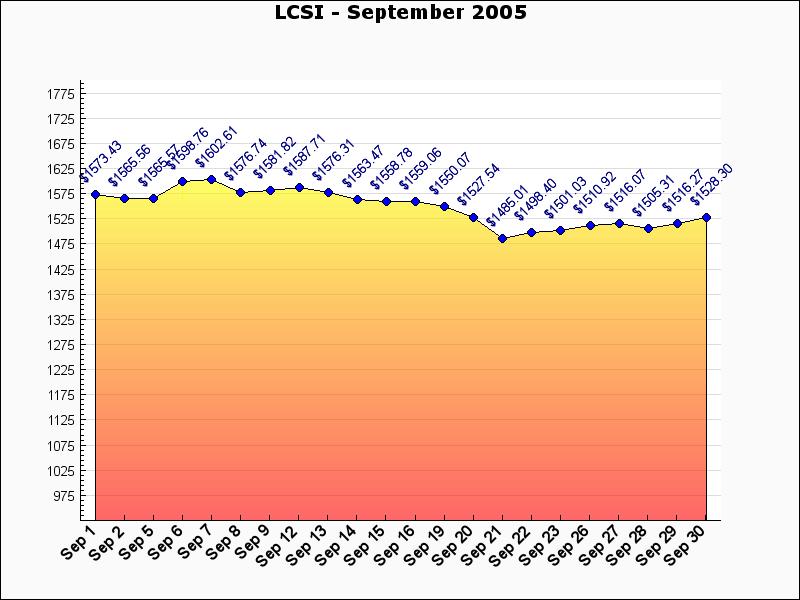 LCSI - September 2005
1775
1725
1675
1625
1575
1525
1475
1425
1375
1325
1275
1225
1175
1125
1075
1025
975
$1573.43
$1565.56
$1565.57
$1598.76
$1602.61
$1576.74
$1581.82
$1587.71
$1576.31
$1563.47
$1558.78
$1559.06
$1550.07
$1527.54
$1485.01
$1498.40
$1501.03
$1510.92
$1516.07
$1505.31
$1516.27
$1528.30
Sep 1
Sep 2
Sep 5
Sep 6
Sep 7
Sep 8
Sep 9
Sep 12
Sep 13
Sep 14
Sep 15
Sep 16
Sep 19
Sep 20
Sep 21
Sep 22
Sep 23
Sep 26
Sep 27
Sep 28
Sep 29
Sep 30